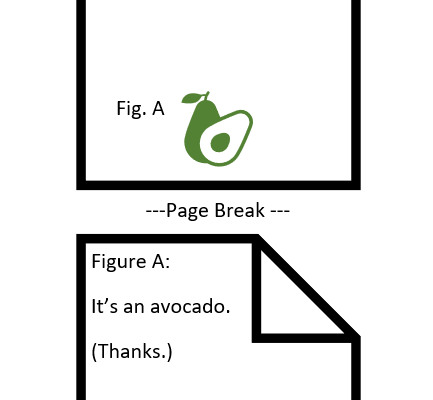 Fig. A
---Page Break ---
Figure A:
It’s an avocado.
(Thanks.)